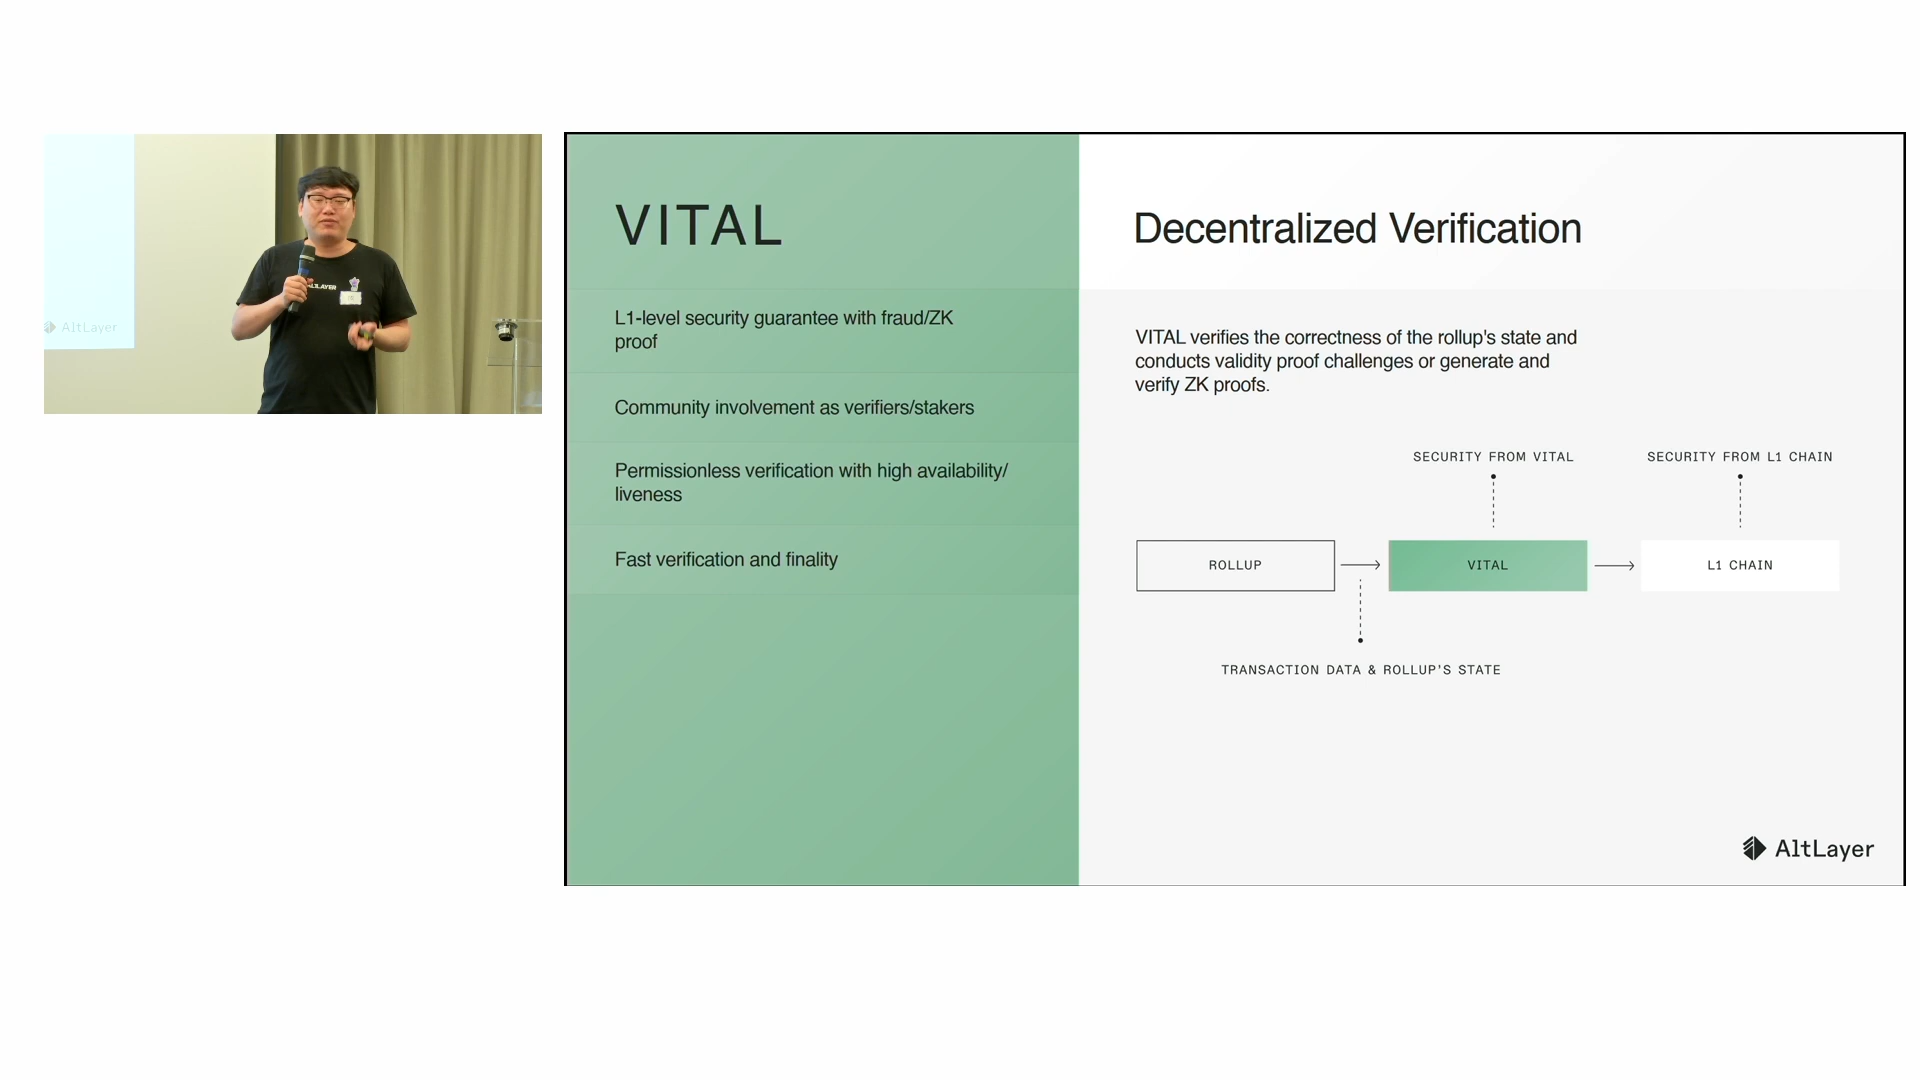 AltLayer
ALTLAYER
VITAL
L1-level security guarantee with fraud/ZK
proof
Community involvement as verifiers/stakers
Permissionless verification with high availability/
liveness
Fast verification and finality
Decentralized Verification
VITAL verifies the correctness of the rollup's state and
conducts validity proof challenges or generate and
verify ZK proofs.
SECURITY FROM VITAL
SECURITY FROM L1 CHAIN
ROLLUP
VITAL
L1 CHAIN
TRANSACTION DATA & ROLLUP'S STATE
AltLayer